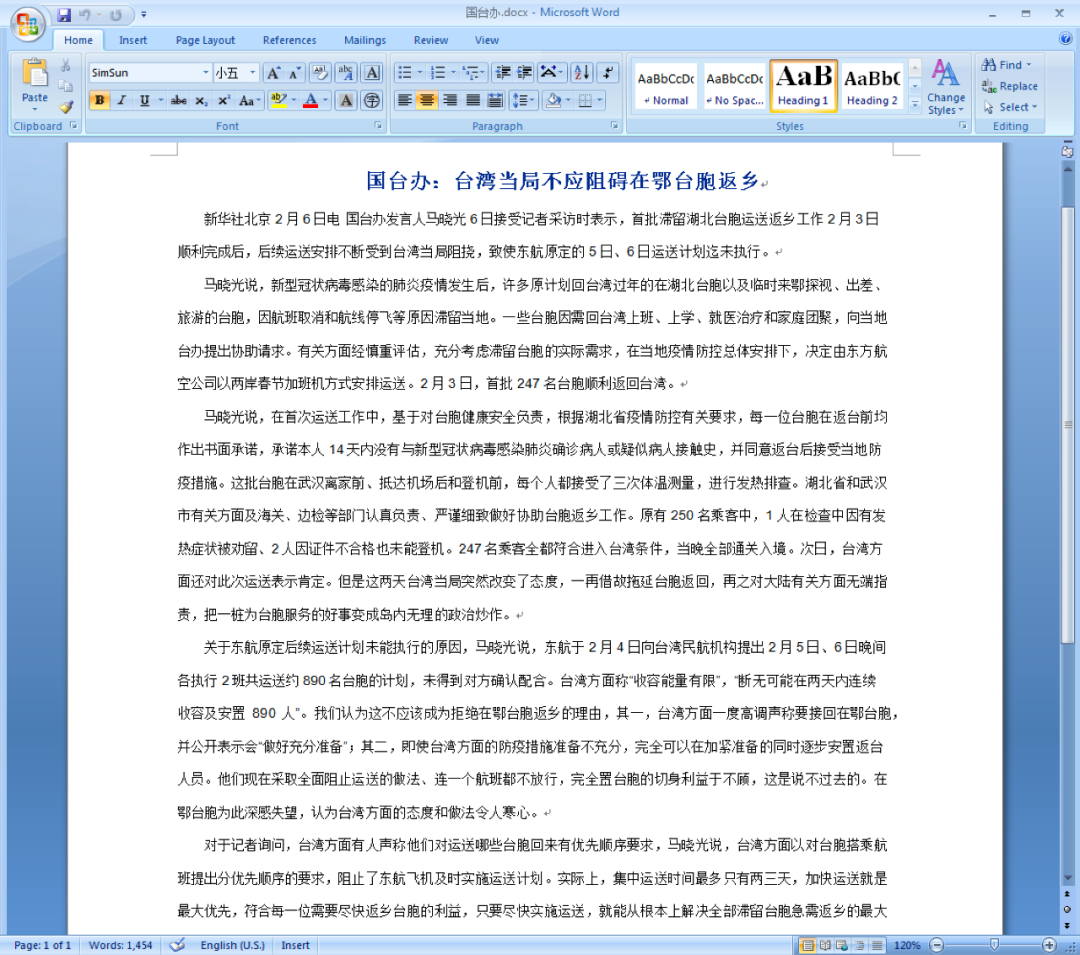 国台办.docx - Microsoft Word
Home Insert Page Layout References Mailings Review View
Paste
Clipboard
SimSun 小五
B I U abc X₂ X² Aa
Font
Paragraph
AaBbCcDc AaBbCcDc AaB AaBbC
Normal No Spac... Heading 1 Heading 2
Change Styles
Styles
Find
Replace
Select
Editing
国台办：台湾当局不应阻碍在鄂台胞返乡
新华社北京 2 月 6 日电 国台办发言人马晓光 6 日接受记者采访时表示，首批滞留湖北台胞运送返乡工作 2 月 3 日
顺利完成后，后续运送安排不断受到台湾当局阻挠，致使东航原定的 5 日、6 日运送计划迄未执行。
马晓光说，新型冠状病毒感染的肺炎疫情发生后，许多原计划回台湾过年的在湖北台胞以及临时来鄂探视、出差、
旅游的台胞，因航班取消和航线停飞等原因滞留当地。一些台胞因需回台湾上班、上学、就医治疗和家庭团聚，向当地
台办提出协助请求。有关方面经慎重评估，充分考虑滞留台胞的实际需求，在当地疫情防控总体安排下，决定由东方航
空公司以两岸春节加班机方式安排运送。2 月 3 日，首批 247 名台胞顺利返回台湾。
马晓光说，在首次运送工作中，基于对台胞健康安全负责，根据湖北省疫情防控有关要求，每一位台胞在返台前均
作出书面承诺，承诺本人 14 天内没有与新型冠状病毒感染肺炎确诊病人或疑似病人接触史，并同意返台后接受当地防
疫措施。这批台胞在武汉离家前、抵达机场后和登机前，每个人都接受了三次体温测量，进行发热排查。湖北省和武汉
市有关方面及海关、边检等部门认真负责、严谨细致做好协助台胞返乡工作。原有 250 名乘客中，1 人在检查中因有发
热症状被劝留、2 人因证件不合格也未能登机。247 名乘客全都符合进入台湾条件，当晚全部通关入境。次日，台湾方
面还对此次运送表示肯定。但是这两天台湾当局突然改变了态度，一再借故拖延台胞返回，再之对大陆有关方面无端指
责，把一桩为台胞服务的好事变成岛内无理的政治炒作。
关于东航原定后续运送计划未能执行的原因，马晓光说，东航于 2 月 4 日向台湾民航机构提出 2 月 5 日、6 日晚间
各执行 2 班共运送约 890 名台胞的计划，未得到对方确认配合。台湾方面称“收容能量有限”，“断无可能在两天内连续
收容及安置 890 人”。我们认为这不应该成为拒绝在鄂台胞返乡的理由，其一，台湾方面一度高调声称要接回在鄂台胞，
并公开表示会“做好充分准备”；其二，即使台湾方面的防疫措施准备不充分，完全可以在加紧准备的同时逐步安置返台
人员。他们现在采取全面阻止运送的做法、连一个航班都不放行，完全置台胞的切身利益于不顾，这是说不过去的。在
鄂台胞为此深感失望，认为台湾方面的态度和做法令人寒心。
对于记者询问，台湾方面有人声称他们对运送哪些台胞回来有优先顺序要求，马晓光说，台湾方面以对台胞搭乘航
班提出分优先顺序的要求，阻止了东航飞机及时实施运送计划。实际上，集中运送时间最多只有两三天，加快运送就是
最大优先，符合每一位需要尽快返乡台胞的利益，只要尽快实施运送，就能从根本上解决全部滞留台胞急需返乡的最大
Page: 1 of 1 Words: 1,454 English (U.S.) Insert 120%